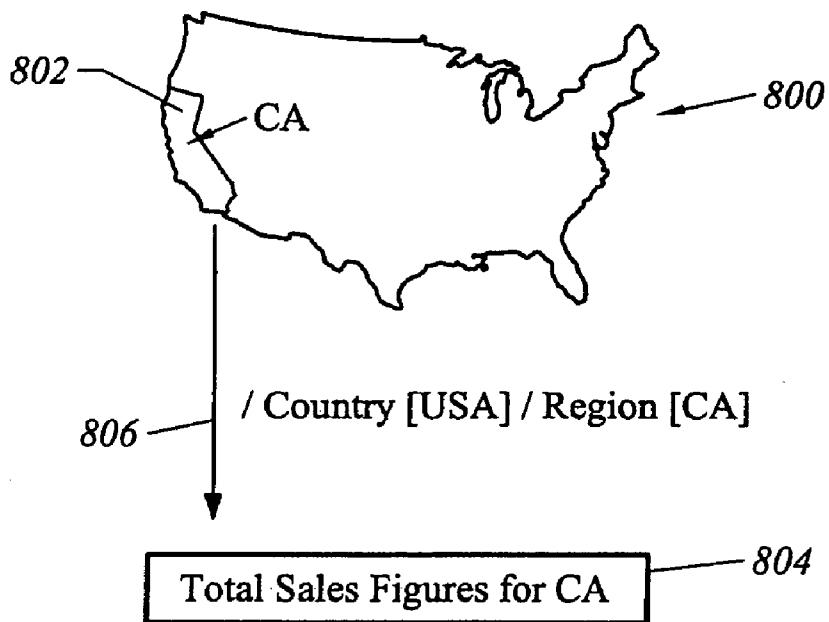 802
CA
800
/ Country [USA] / Region [CA]
806
804
Total Sales Figures for CA